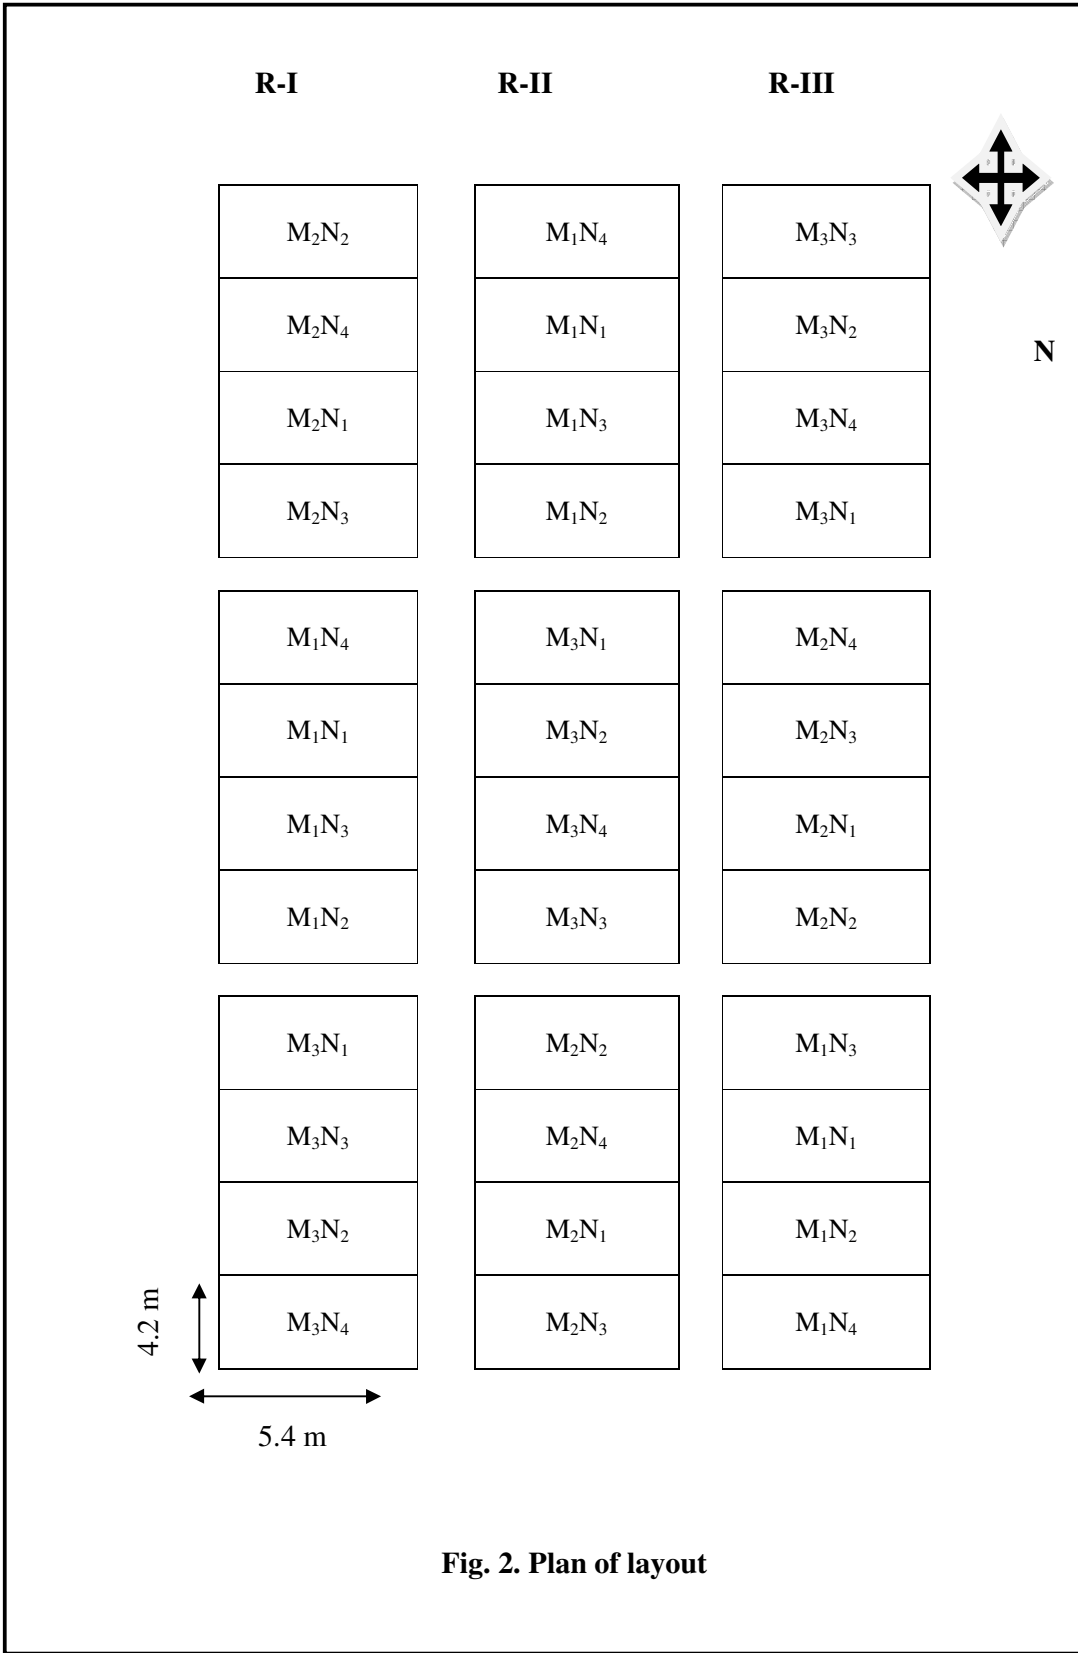 R-I R-II R-III
M₂N₂ M₁N₄ M₃N₃
M₂N₄ M₁N₁ M₃N₂
N
M₂N₁ M₁N₃ M₃N₄
M₂N₃ M₁N₂ M₃N₁
M₁N₄ M₃N₁ M₂N₄
M₁N₁ M₃N₂ M₂N₃
M₁N₃ M₃N₄ M₂N₁
M₁N₂ M₃N₃ M₂N₂
M₃N₁ M₂N₂ M₁N₃
M₃N₃ M₂N₄ M₁N₁
M₃N₂ M₂N₁ M₁N₂
4.2 m M₃N₄ M₂N₃ M₁N₄
5.4 m
Fig. 2. Plan of layout